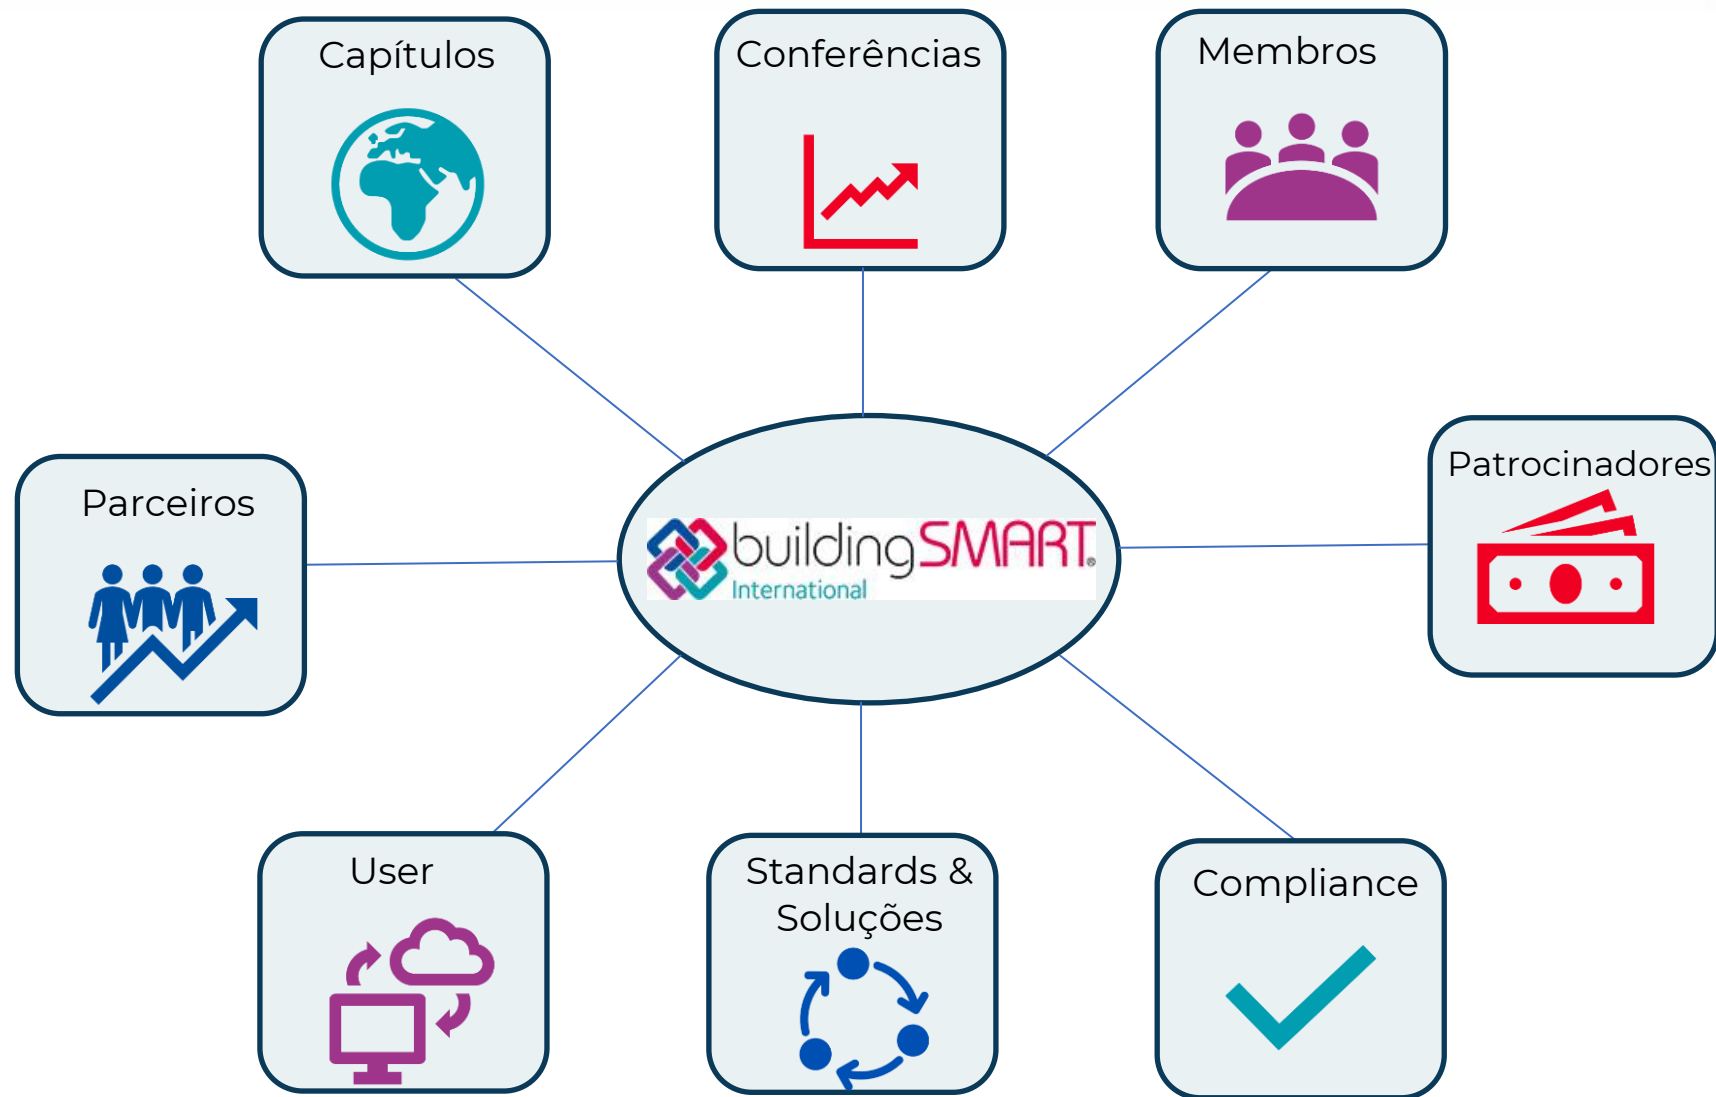 Capítulos
Conferências
Membros
Parceiros
buildingSMART®
International
Patrocinadores
User
Standards &
Soluções
Compliance